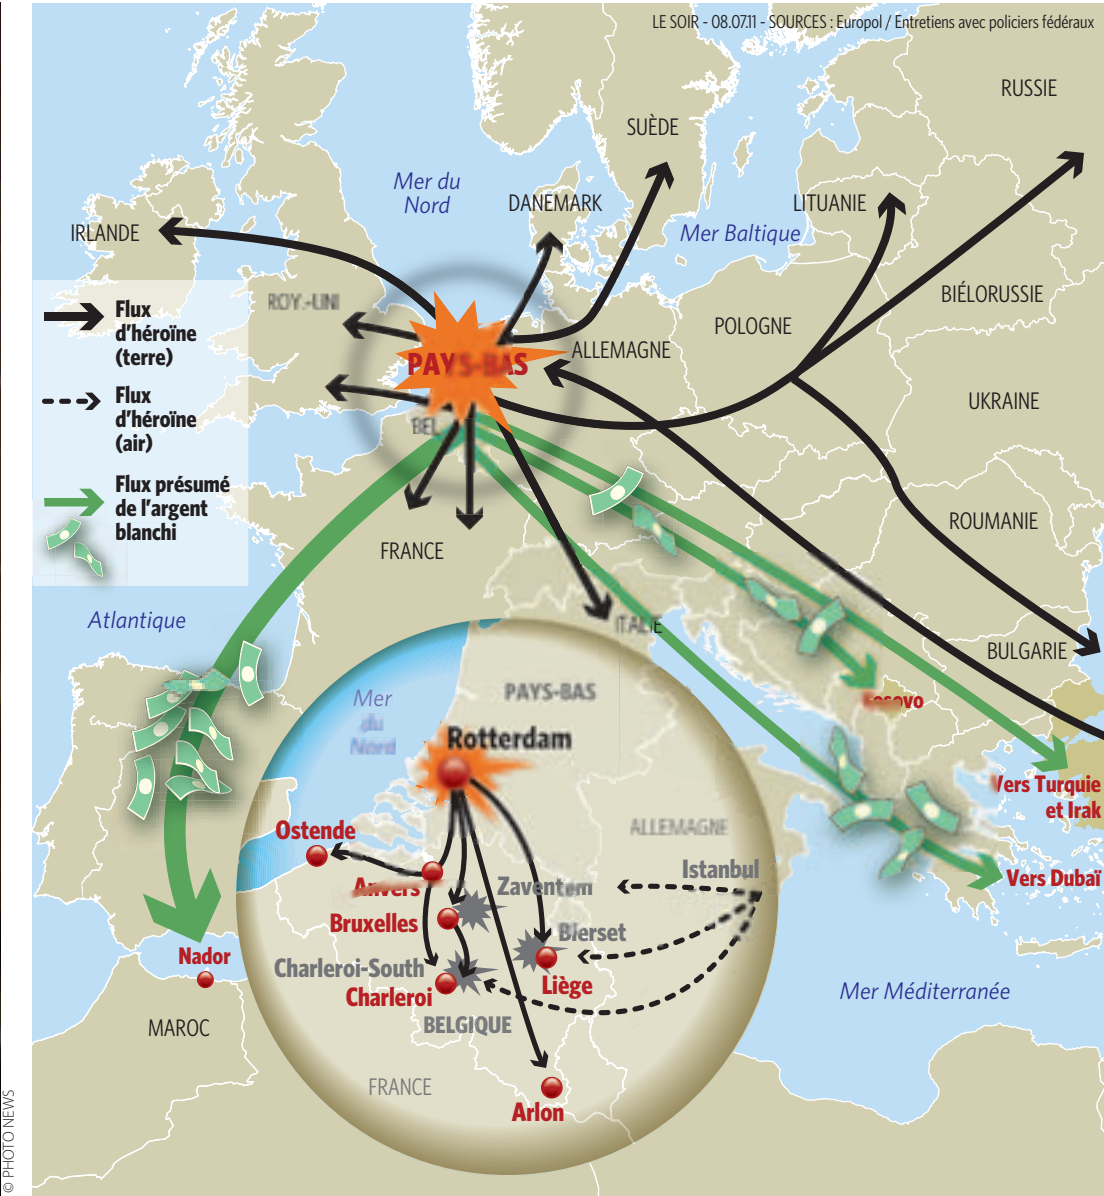 LE SOIR - 08.07.11 - SOURCES : Europol / Entretiens avec policiers fédéraux
RUSSIE
SUÈDE
Mer du
Nord
DANEMARK
LITUANIE
IRLANDE
Mer Baltique
ROY.-UNI
BIÉLORUSSIE
POLOGNE
ALLEMAGNE
PAYS-BAS
UKRAINE
BEL
Flux
d'héroïne
(terre)
Flux
d'héroïne
(air)
Flux présumé
de l'argent
blanchi
ROUMANIE
FRANCE
Atlantique
ITALIE
BULGARIE
Kosovo
Vers Turquie
et Irak
Vers Dubaï
Mer
du
Nord
PAYS-BAS
Rotterdam
Ostende
ALLEMAGNE
Anvers
Zaventem
Istanbul
Bruxelles
Bierset
Charleroi-South
Charleroi
Liège
BELGIQUE
FRANCE
Arlon
Nador
MAROC
Mer Méditerranée
© PHOTO NEWS